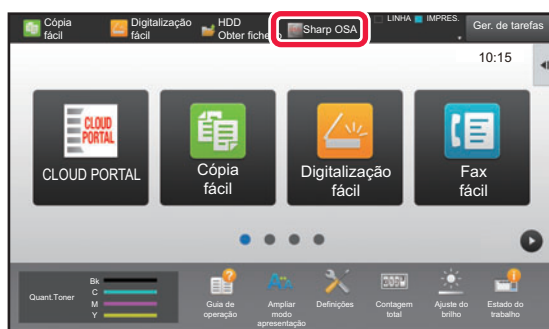 Cópia
fácil
Digitalização
fácil
HDD
Obter ficheiro
Sharp OSA
LINHA
IMPRES.
Ger. de tarefas
10:15
CLOUD
PORTAL
CLOUD PORTAL
Cópia
fácil
Digitalização
fácil
Fax
fácil
Quant.Toner
Bk
C
M
Y
Guia de
operação
Ampliar
modo
apresentação
Definições
Contagem
total
Ajuste do
brilho
Estado do
trabalho